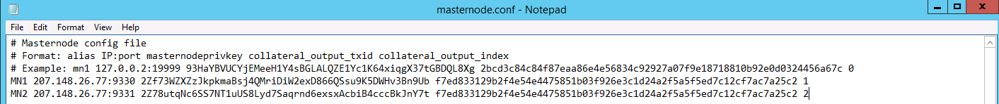 masternode.conf - Notepad
File Edit Format View Help
# Masternode config file
# Format: alias IP:port masternodeprivkey collateral_output_txid collateral_output_index
# Example: mn1 127.0.0.2:19999 93HaYBVUCYjEMeeH1Y4sBGLALQZE1Yc1K64xiqgX37tGBDQL8Xg 2bcd3c84c84f87eaa86e4e56834c92927a07f9e18718810b92e0d0324456a67c 0
MN1 207.148.26.77:9330 2Zf73WZXZzJkpkmaBsj4QMriDiW2exD866QSsu9K5DWHv3Bn9Ub f7ed833129b2f4e54e4475851b03f926e3c1d24a2f5a5f5ed7c12cf7ac7a25c2 1
MN2 207.148.26.77:9331 2Z78utqNc6SS7NT1uUS8Lyd7Saqrnd6exsxAcbiB4cccBkJnY7t f7ed833129b2f4e54e4475851b03f926e3c1d24a2f5a5f5ed7c12cf7ac7a25c2 2